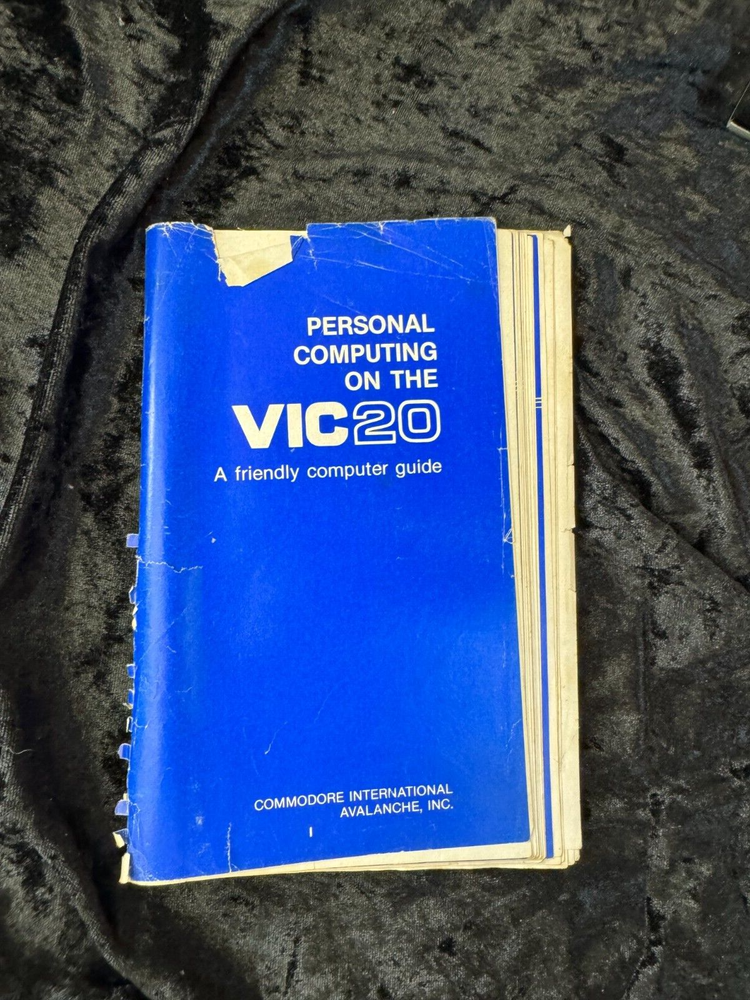 PERSONAL
COMPUTING
ON THE
VIC20
A friendly computer guide
COMMODORE INTERNATIONAL
AVALANCHE, INC.